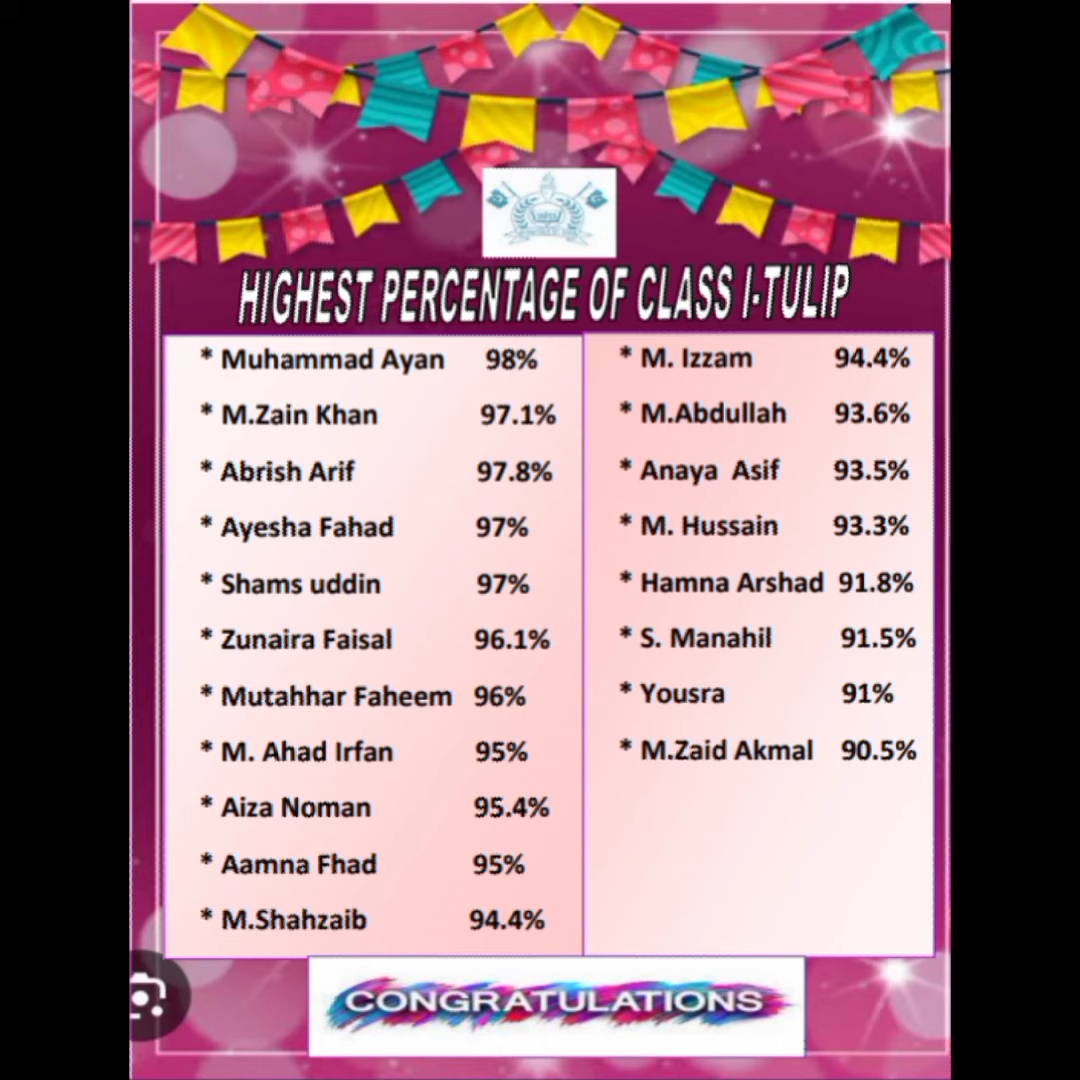 HIGHEST PERCENTAGE OF CLASS I-TULIP
* Muhammad Ayan 98%
* M.Zain Khan 97.1%
* Abrish Arif 97.8%
* Ayesha Fahad 97%
* Shams uddin 97%
* Zunaira Faisal 96.1%
* Mutahhar Faheem 96%
* M. Ahad Irfan 95%
* Aiza Noman 95.4%
* Aamna Fhad 95%
* M.Shahzaib 94.4%
* M. Izzam 94.4%
* M.Abdullah 93.6%
* Anaya Asif 93.5%
* M. Hussain 93.3%
* Hamna Arshad 91.8%
* S. Manahil 91.5%
* Yousra 91%
* M.Zaid Akmal 90.5%
CONGRATULATIONS